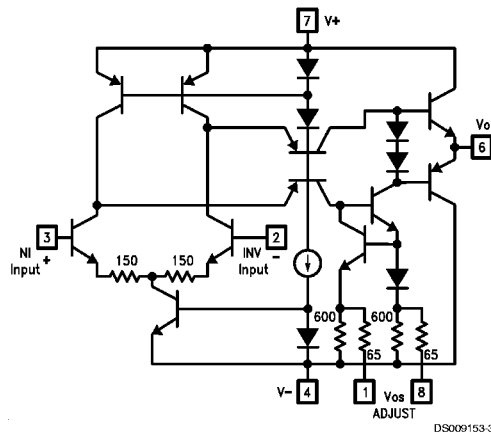 7 V+
Vos
6
3
NI
Input +
150
150
2
INV
Input -
600
65
600
65
V- 4
1
Vos
ADJUST
8
DS009153-3